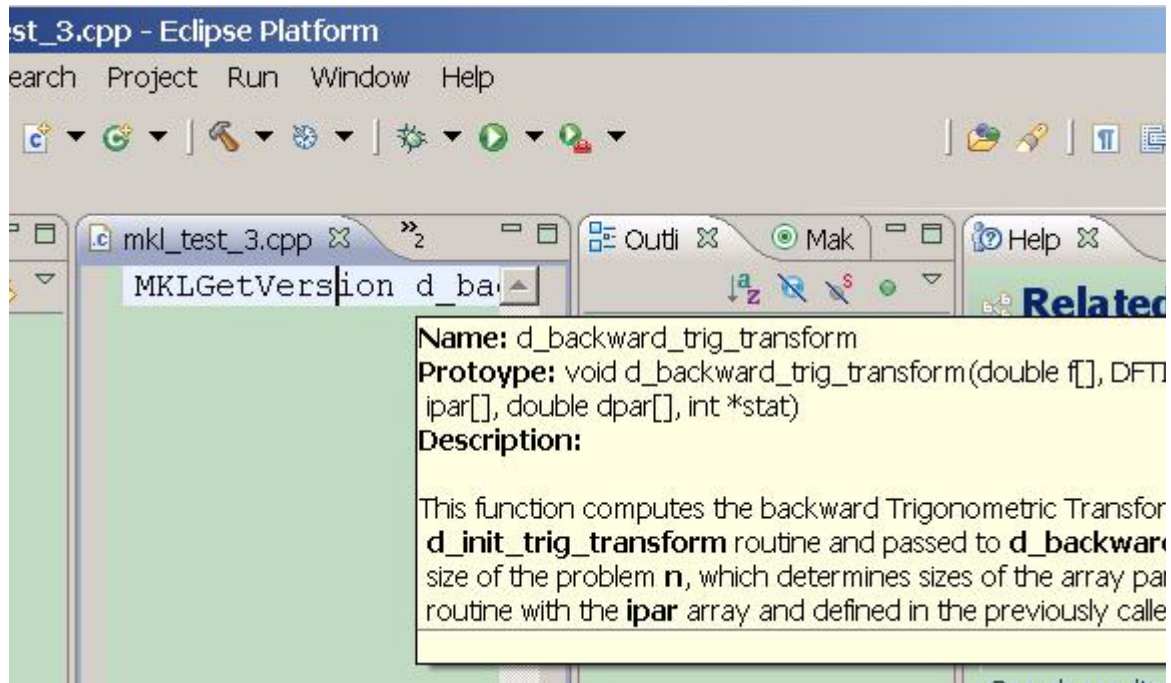 st_3.cpp - Eclipse Platform
earch Project Run Window Help
mkl_test_3.cpp »2 Outli Mak Help
MKLGetVersion d_ba
Related
Name: d_backward_trig_transform
Protoype: void d_backward_trig_transform(double f[], DFTI
ipar[], double dpar[], int *stat)
Description:
This function computes the backward Trigonometric Transfor
d_init_trig_transform routine and passed to d_backward
size of the problem n, which determines sizes of the array par
routine with the ipar array and defined in the previously calle